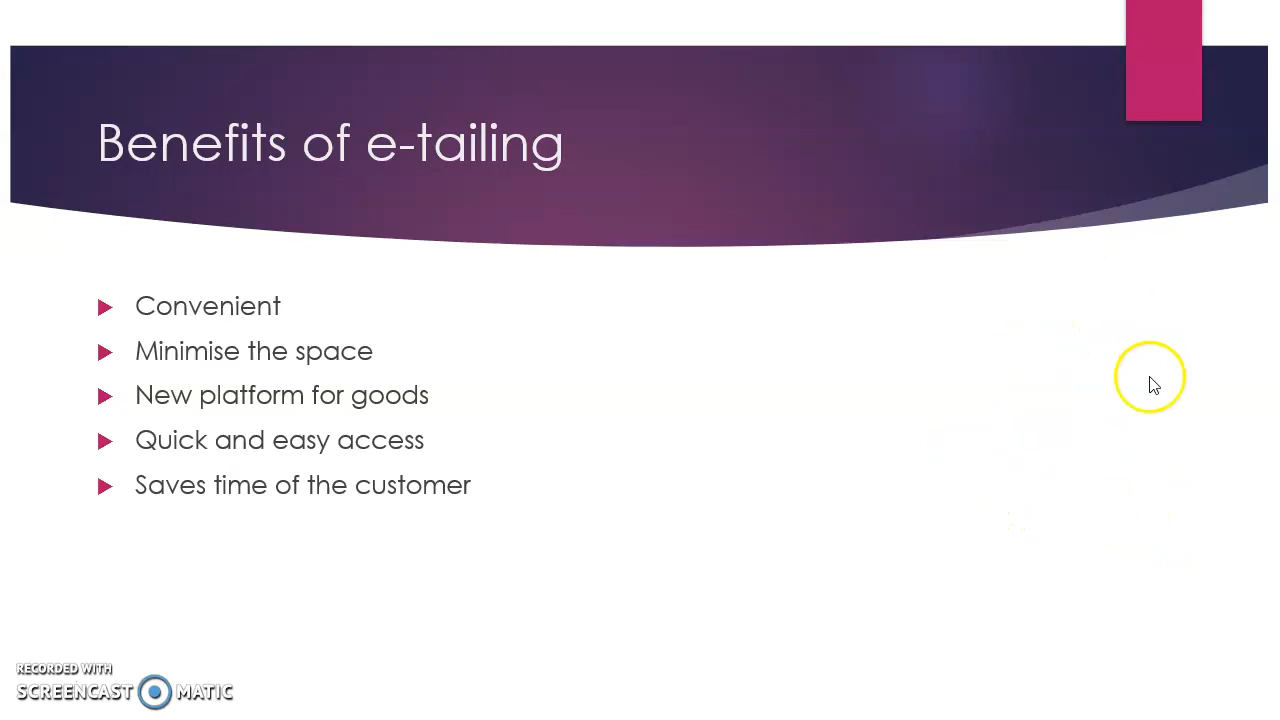 Benefits of e-tailing
Convenient
Minimise the space
New platform for goods
Quick and easy access
Saves time of the customer
RECORDED WITH
SCREENCAST MATIC